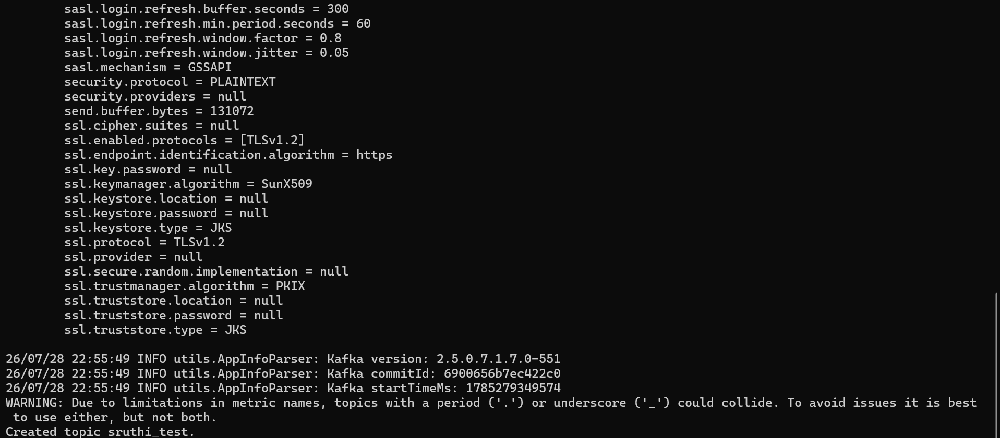 sasl.login.refresh.buffer.seconds = 300
sasl.login.refresh.min.period.seconds = 60
sasl.login.refresh.window.factor = 0.8
sasl.login.refresh.window.jitter = 0.05
sasl.mechanism = GSSAPI
security.protocol = PLAINTEXT
security.providers = null
send.buffer.bytes = 131072
ssl.cipher.suites = null
ssl.enabled.protocols = [TLSv1.2]
ssl.endpoint.identification.algorithm = https
ssl.key.password = null
ssl.keymanager.algorithm = SunX509
ssl.keystore.location = null
ssl.keystore.password = null
ssl.keystore.type = JKS
ssl.protocol = TLSv1.2
ssl.provider = null
ssl.secure.random.implementation = null
ssl.trustmanager.algorithm = PKIX
ssl.truststore.location = null
ssl.truststore.password = null
ssl.truststore.type = JKS
26/07/28 22:55:49 INFO utils.AppInfoParser: Kafka version: 2.5.0.7.1.7.0-551
26/07/28 22:55:49 INFO utils.AppInfoParser: Kafka commitId: 6900656b7ec422c0
26/07/28 22:55:49 INFO utils.AppInfoParser: Kafka startTimeMs: 1785279349574
WARNING: Due to limitations in metric names, topics with a period ('.') or underscore ('_') could collide. To avoid issues it is best
to use either, but not both.
Created topic sruthi_test.